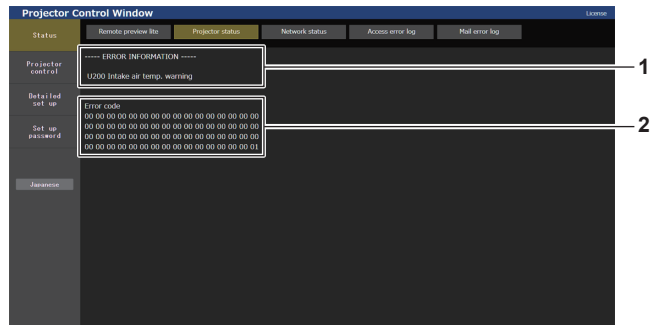 Projector Control Window
License
Status
Remote preview lite
Projector status
Network status
Access error log
Mail error log
Projector
control
Detailed
set up
Set up
password
Japanese
----- ERROR INFORMATION -----
U200 Intake air temp. warning
1
Error code
00 00 00 00 00 00 00 00 00 00 00 00 00 00 00 00
00 00 00 00 00 00 00 00 00 00 00 00 00 00 00 00
00 00 00 00 00 00 00 00 00 00 00 00 00 00 00 00
00 00 00 00 00 00 00 00 00 00 00 00 00 00 00 01
2